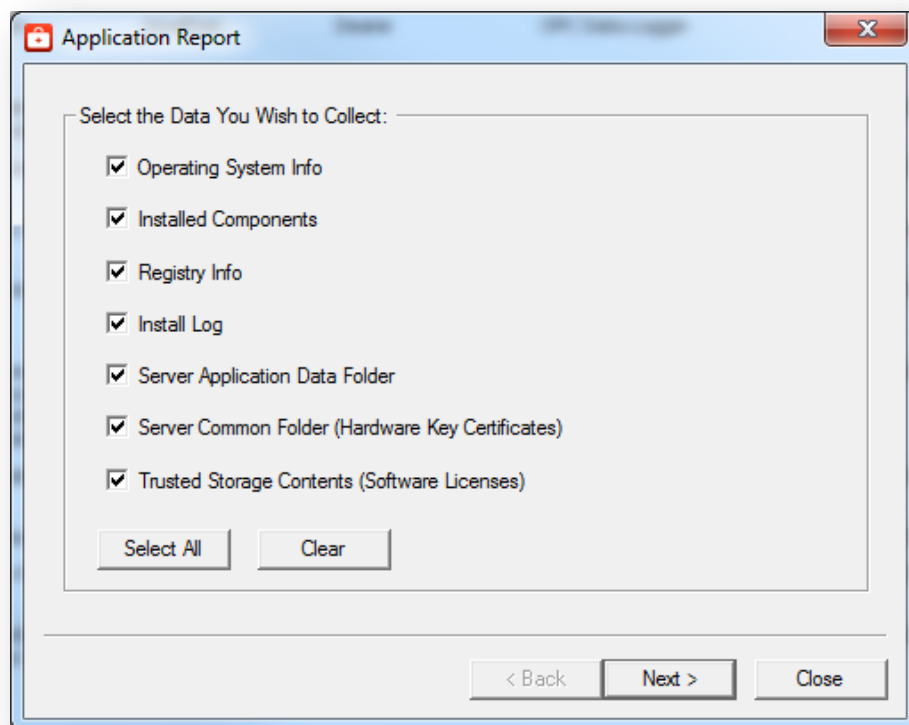 Application Report
Select the Data You Wish to Collect:
Operating System Info
Installed Components
Registry Info
Install Log
Server Application Data Folder
Server Common Folder (Hardware Key Certificates)
Trusted Storage Contents (Software Licenses)
Select All Clear
< Back Next > Close